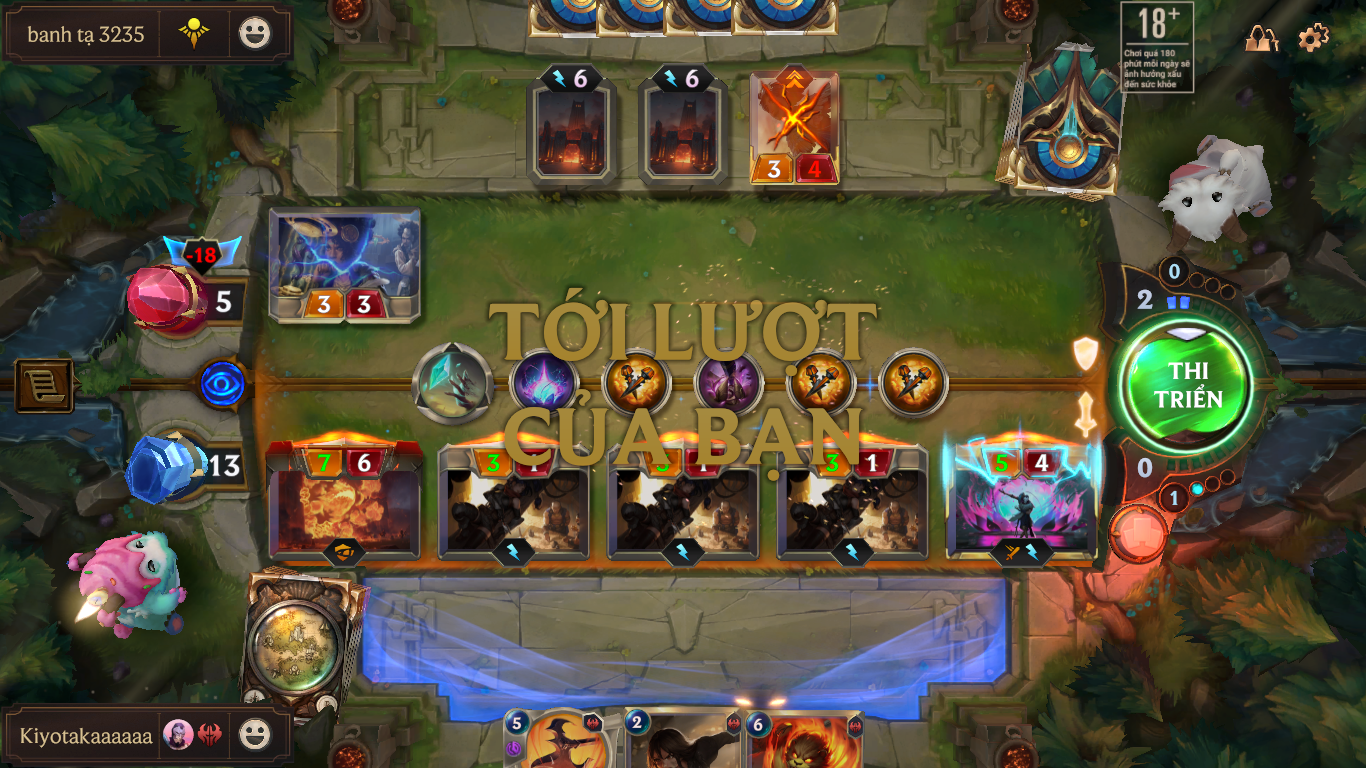 banh tạ 3235
6
6
18+
Chơi quá 180
phút mỗi ngày sẽ
ảnh hưởng xấu
đến sức khỏe
3
4
-18
5
3
3
0
2
TỚI LƯỢT
CỦA BẠN
THI
TRIỂN
13
7
6
3
1
3
1
3
1
5
4
0
1
5
2
6
Kiyotakaaaaaa